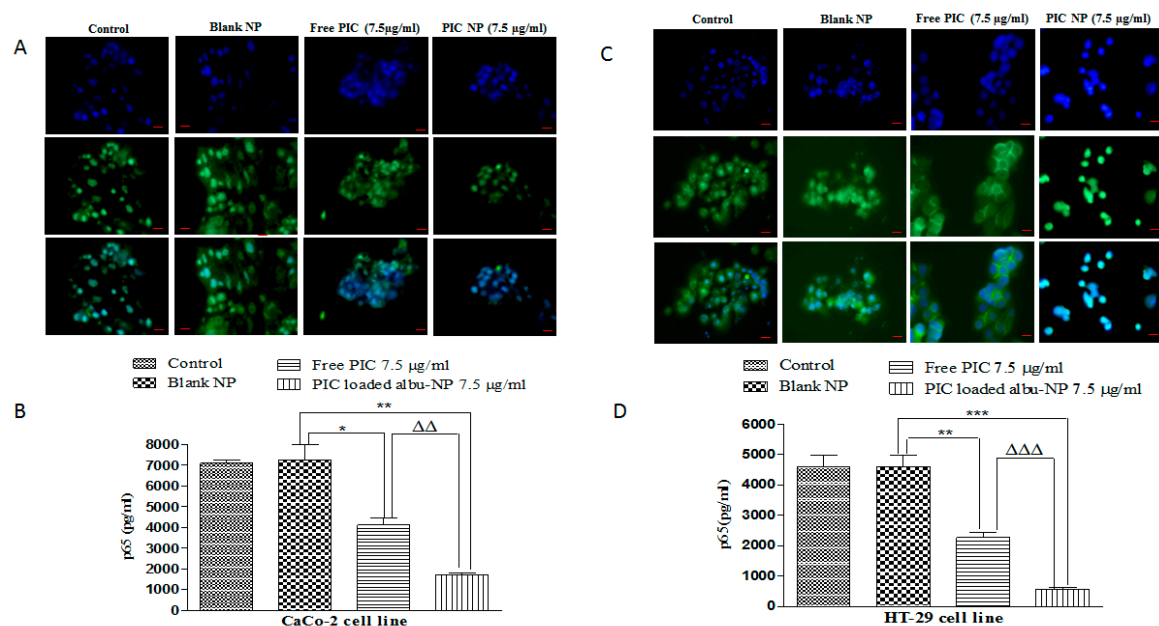 A
Control
Blank NP
Free PIC (7.5µg/ml)
PIC NP (7.5 µg/ml)
C
Control
Blank NP
Free PIC (7.5µg/ml)
PIC NP (7.5 µg/ml)
Control
Free PIC 7.5 µg/ml
Blank NP
PIC loaded albu-NP 7.5 µg/ml
B
p65 (pg/ml)
8000
7000
6000
5000
4000
3000
2000
1000
0
*
**
ΔΔ
CaCo-2 cell line
Control
Free PIC 7.5 µg/ml
Blank NP
PIC loaded albu-NP 7.5 µg/ml
D
p65(pg/ml)
6000
5000
4000
3000
2000
1000
0
***
**
ΔΔΔ
HT-29 cell line